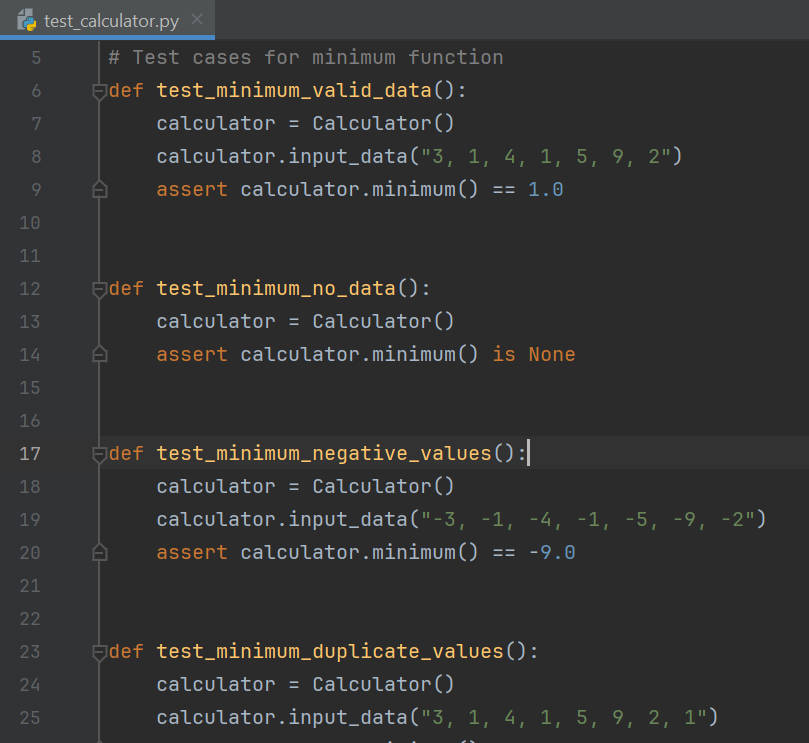 test_calculator.py
5 # Test cases for minimum function
6 def test_minimum_valid_data():
7 calculator = Calculator()
8 calculator.input_data("3, 1, 4, 1, 5, 9, 2")
9 assert calculator.minimum() == 1.0
10
11
12 def test_minimum_no_data():
13 calculator = Calculator()
14 assert calculator.minimum() is None
15
16
17 def test_minimum_negative_values():
18 calculator = Calculator()
19 calculator.input_data("-3, -1, -4, -1, -5, -9, -2")
20 assert calculator.minimum() == -9.0
21
22
23 def test_minimum_duplicate_values():
24 calculator = Calculator()
25 calculator.input_data("3, 1, 4, 1, 5, 9, 2, 1")